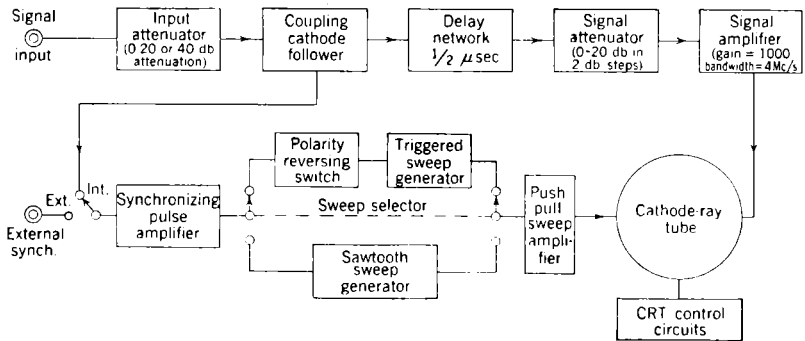 Signal
input
Input
attenuator
(0 20 or 40 db
attenuation)
Coupling
cathode
follower
Delay
network
1/2 μsec
Signal
attenuator
(0-20 db in
2 db steps)
Signal
amplifier
(gain = 1000
bandwidth = 4Mc/s
Polarity
reversing
switch
Triggered
sweep
generator
Ext.
Int.
External
synch.
Synchronizing
pulse
amplifier
Sweep selector
Sawtooth
sweep
generator
Push
pull
sweep
ampli-
fier
Cathode-ray
tube
CRT control
circuits